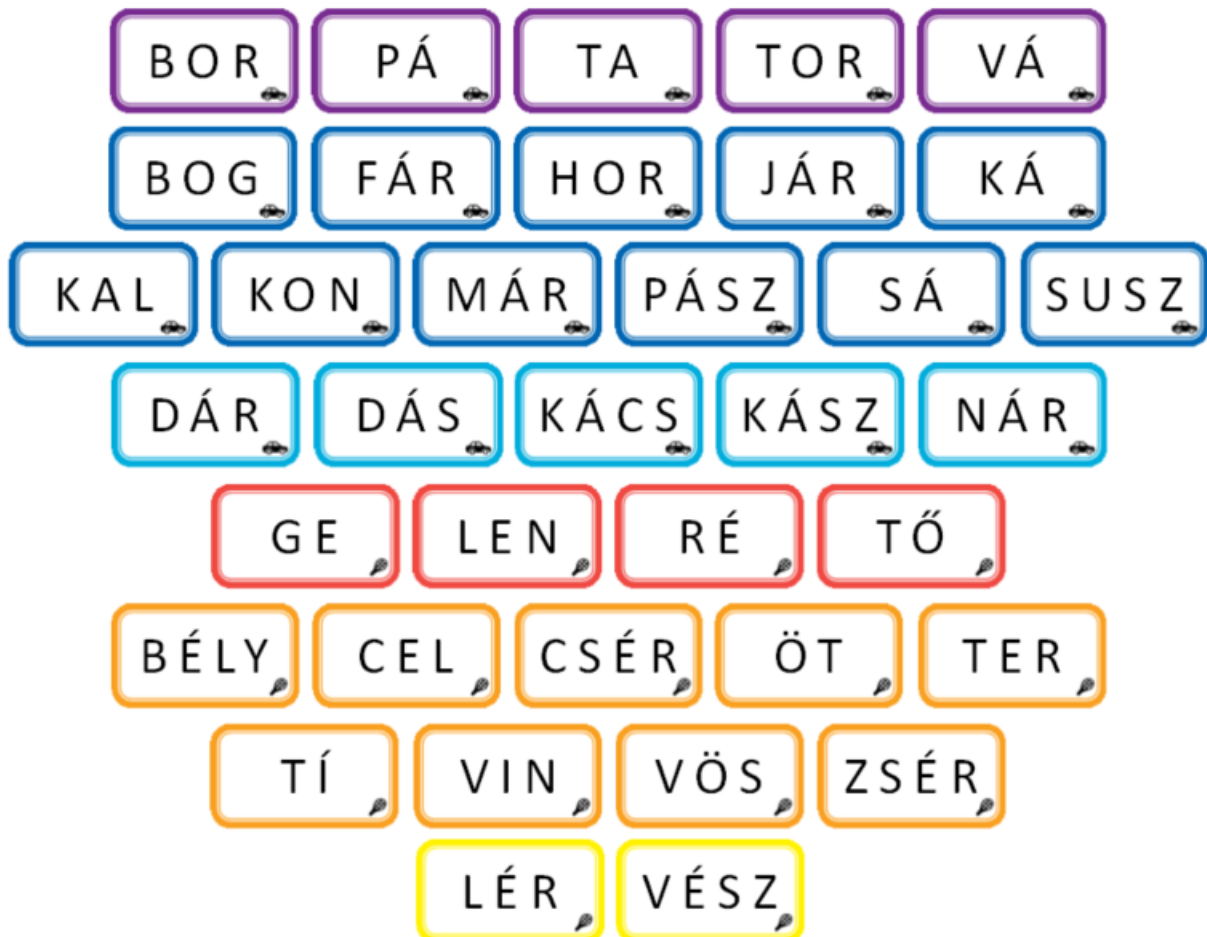 BOR PÁ TA TOR VÁ
BOG FÁR HOR JÁR KÁ
KAL KON MÁR PÁSZ SÁ SUSZ
DÁR DÁS KÁCS KÁSZ NÁR
GE LEN RÉ TŐ
BÉLY CEL CSÉR ÖT TER
TÍ VIN VÖS ZSÉR
LÉR VÉSZ